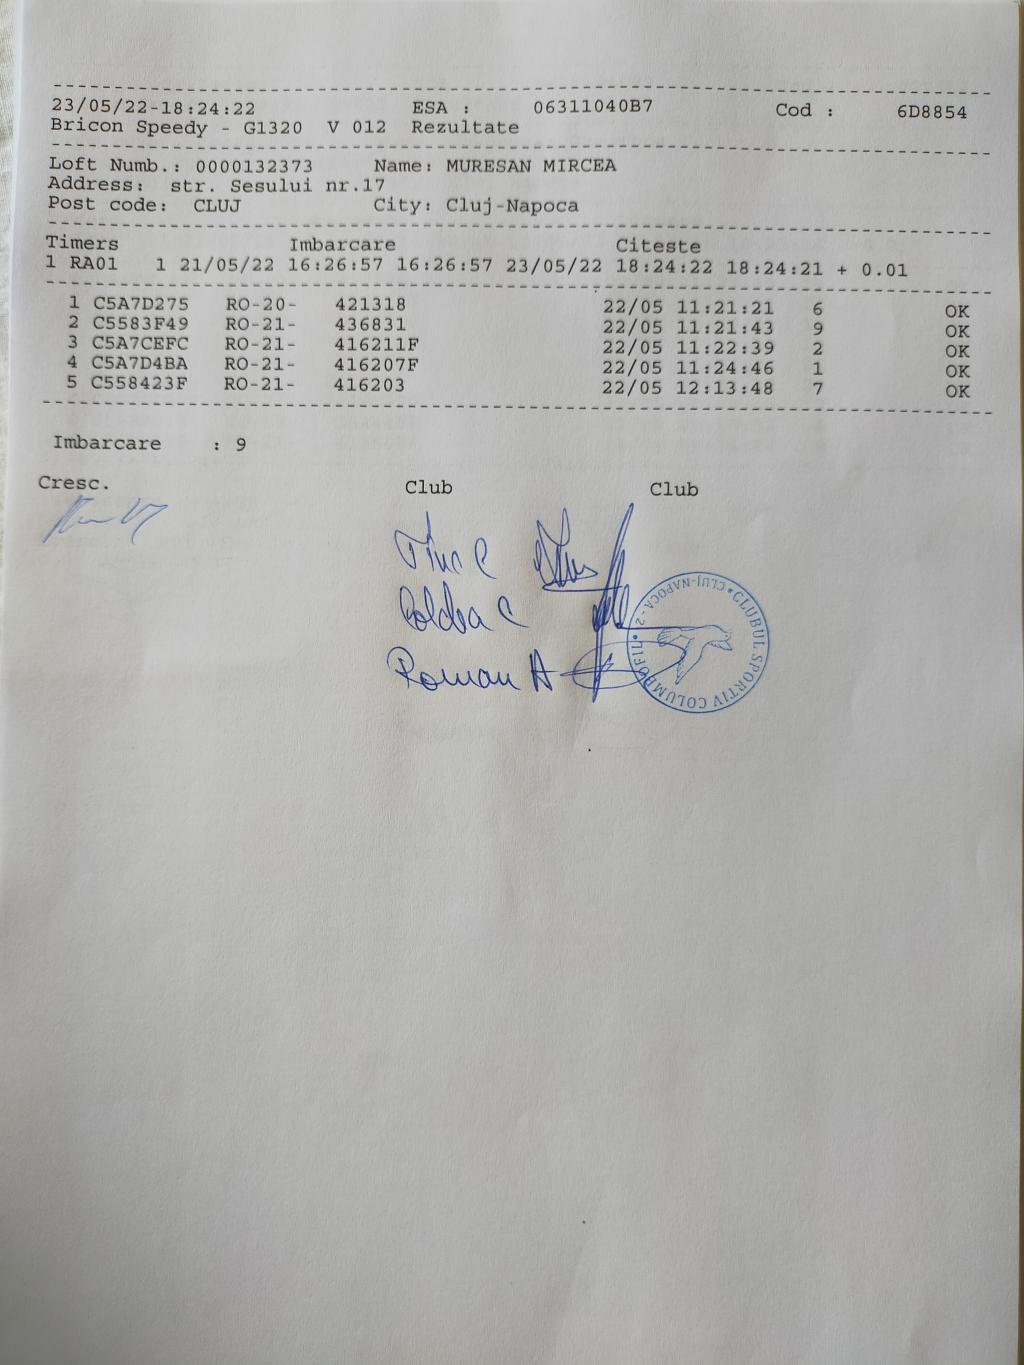 23/05/22-18:24:22 ESA : 06311040B7 Cod : 6D8854
Bricon Speedy - G1320 V 012 Rezultate
Loft Numb.: 0000132373 Name: MURESAN MIRCEA
Address: str. Sesului nr.17
Post code: CLUJ City: Cluj-Napoca
Timers Imbarcare Citeste
1 RA01 1 21/05/22 16:26:57 16:26:57 23/05/22 18:24:22 18:24:21 + 0.01
1 C5A7D275 RO-20- 421318 22/05 11:21:21 6 OK
2 C5583F49 RO-21- 436831 22/05 11:21:43 9 OK
3 C5A7CEFC RO-21- 416211F 22/05 11:22:39 2 OK
4 C5A7D4BA RO-21- 416207F 22/05 11:24:46 1 OK
5 C558423F RO-21- 416203 22/05 12:13:48 7 OK
Imbarcare : 9
Cresc. Club Club
Roman A
CLUBUL SPORTIV COLUMBOFIL • CLUJ-NAPOCA - 2 •